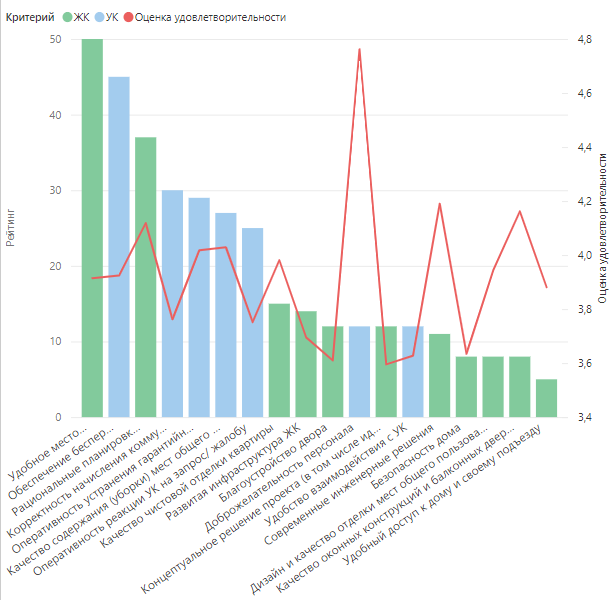 Критерий ЖК УК Оценка удовлетворительности
50
40
30
20
10
0
Рейтинг
4,8
4,6
4,4
4,2
4,0
3,8
3,6
3,4
Оценка удовлетворительности
Удобное место...
Обеспечение беспер...
Рациональные планировк...
Корректность начисления комму...
Оперативность устранения гарантийн...
Качество содержания (уборки) мест общего ...
Оперативность реакции УК на запрос/ жалобу
Качество чистовой отделки квартиры
Развитая инфраструктура ЖК
Благоустройство двора
Доброжелательность персонала
Концептуальное решение проекта (в том числе ид...
Удобство взаимодействия с УК
Современные инженерные решения
Безопасность дома
Дизайн и качество отделки мест общего пользова...
Качество оконных конструкций и балконных двер...
Удобный доступ к дому и своему подъезду